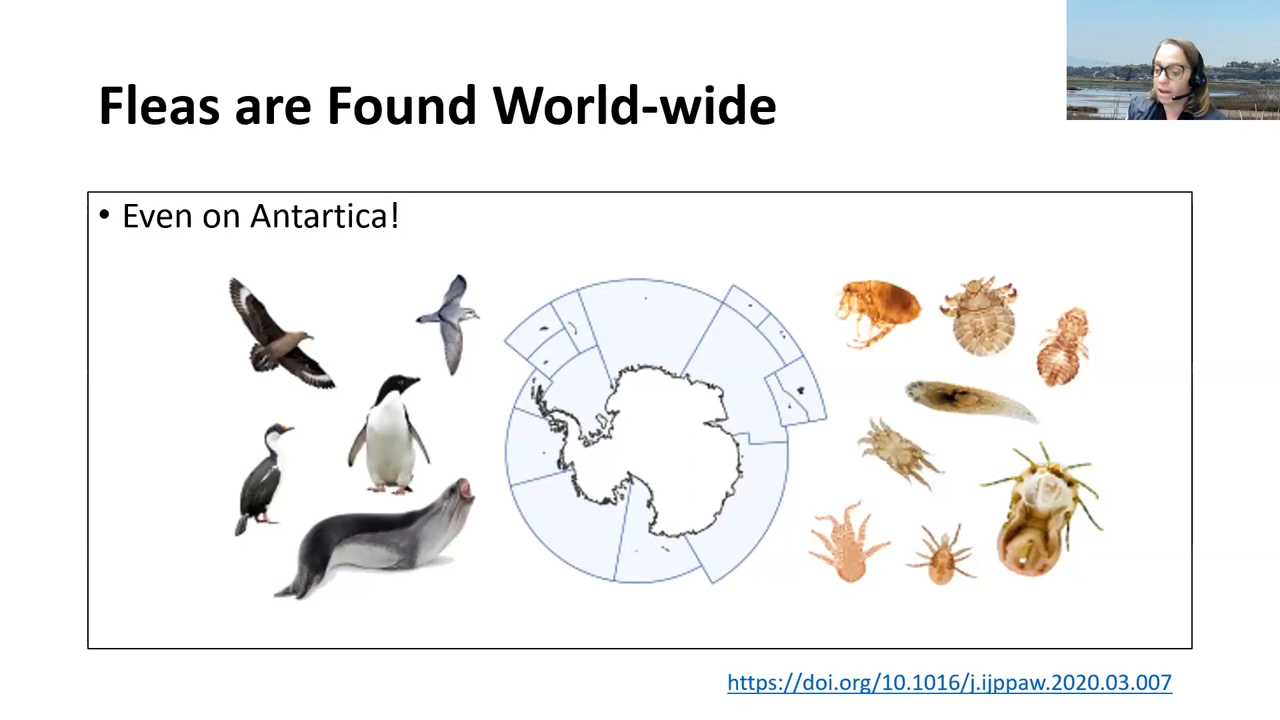 Fleas are Found World-wide
• Even on Antartica!
https://doi.org/10.1016/j.ijppaw.2020.03.007